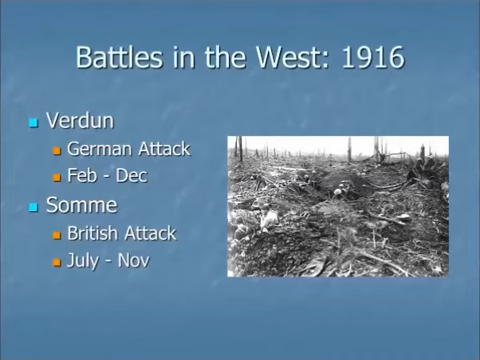 Battles in the West: 1916
Verdun
German Attack
Feb - Dec
Somme
British Attack
July - Nov